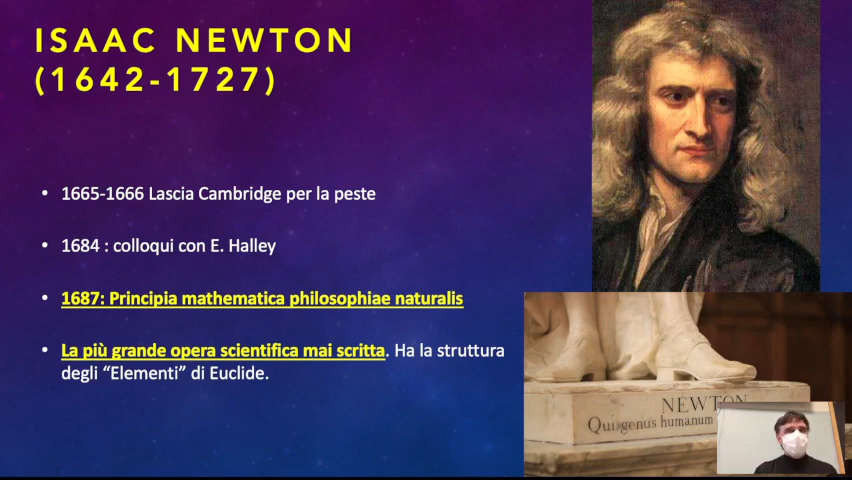 ISAAC NEWTON
(1642-1727)
• 1665-1666 Lascia Cambridge per la peste
• 1684 : colloqui con E. Halley
• 1687: Principia mathematica philosophiae naturalis
• La più grande opera scientifica mai scritta. Ha la struttura
degli “Elementi” di Euclide.
NEWTON
Qui genus humanum